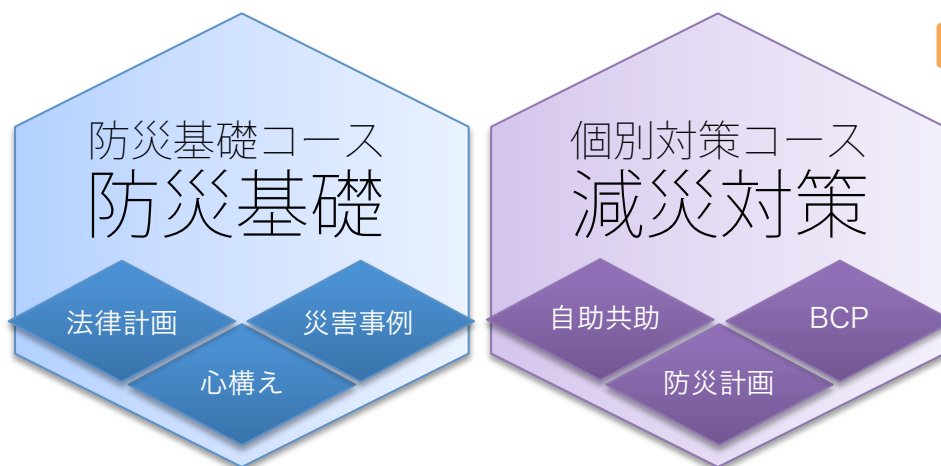 防災基礎コース
防災基礎
法律計画
災害事例
心構え
個別対策コース
減災対策
自助共助
BCP
防災計画